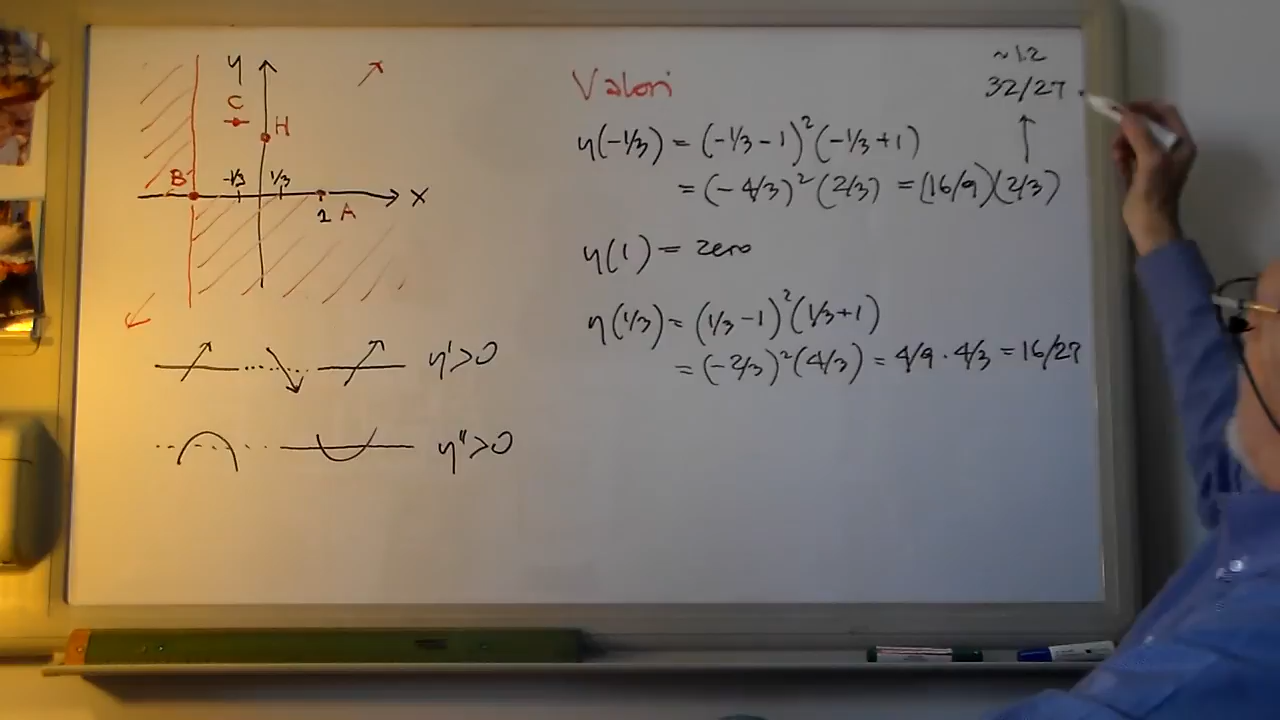 y
C
H
B
-1/3
1/3
x
1
A
y'>0
y''>0
Valori
~1.2
32/27
y(-1/3) = (-1/3-1)²(-1/3+1)
= (-4/3)²(2/3) = (16/9)(2/3)
y(1) = zero
y(1/3) = (1/3-1)²(1/3+1)
= (-2/3)²(4/3) = 4/9 · 4/3 = 16/27